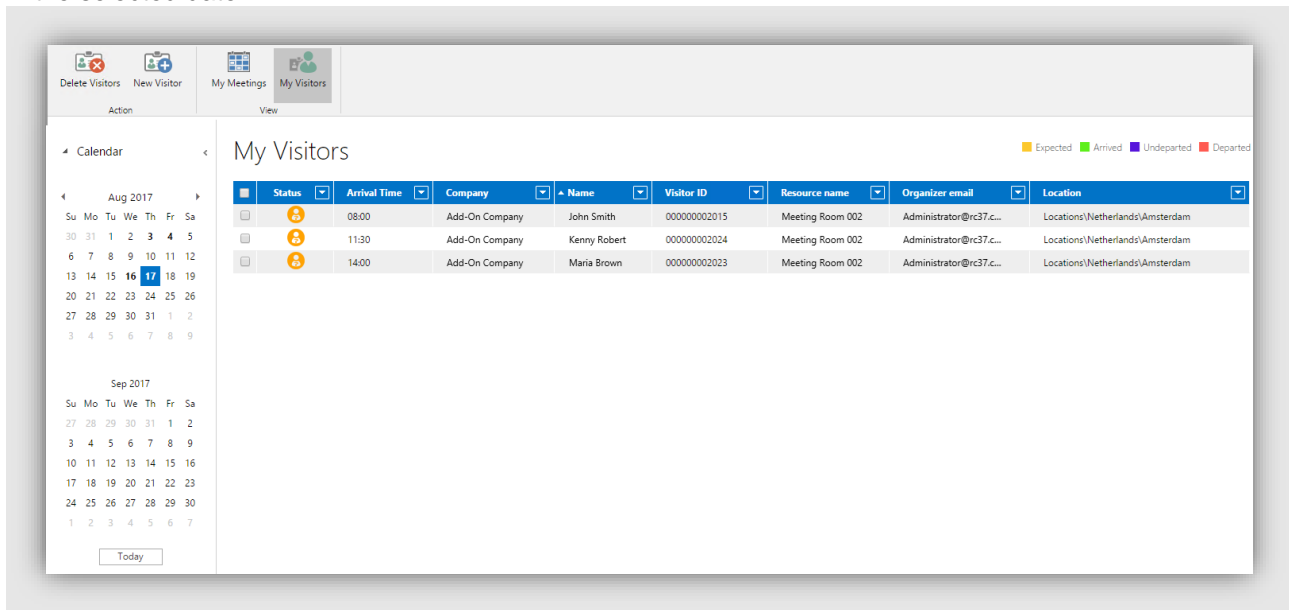 Delete Visitors New Visitor My Meetings My Visitors
Action View
Calendar
My Visitors
Expected Arrived Undeparted Departed
Aug 2017
Su Mo Tu We Th Fr Sa
30 31 1 2 3 4 5
6 7 8 9 10 11 12
13 14 15 16 17 18 19
20 21 22 23 24 25 26
27 28 29 30 31 1 2
3 4 5 6 7 8 9
Sep 2017
Su Mo Tu We Th Fr Sa
27 28 29 30 31 1 2
3 4 5 6 7 8 9
10 11 12 13 14 15 16
17 18 19 20 21 22 23
24 25 26 27 28 29 30
1 2 3 4 5 6 7
Today
Status Arrival Time Company Name Visitor ID Resource name Organizer email Location
08:00 Add-On Company John Smith 000000002015 Meeting Room 002 Administrator@rc37.c... Locations\Netherlands\Amsterdam
11:30 Add-On Company Kenny Robert 000000002024 Meeting Room 002 Administrator@rc37.c... Locations\Netherlands\Amsterdam
14:00 Add-On Company Maria Brown 000000002023 Meeting Room 002 Administrator@rc37.c... Locations\Netherlands\Amsterdam